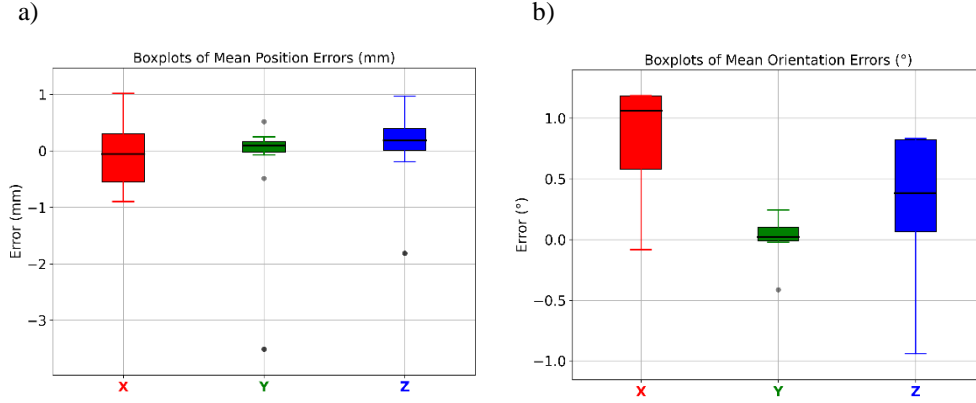 a)
Boxplots of Mean Position Errors (mm)
Error (mm)
1
0
−1
−2
−3
X Y Z
b)
Boxplots of Mean Orientation Errors (°)
Error (°)
1.0
0.5
0.0
−0.5
−1.0
X Y Z